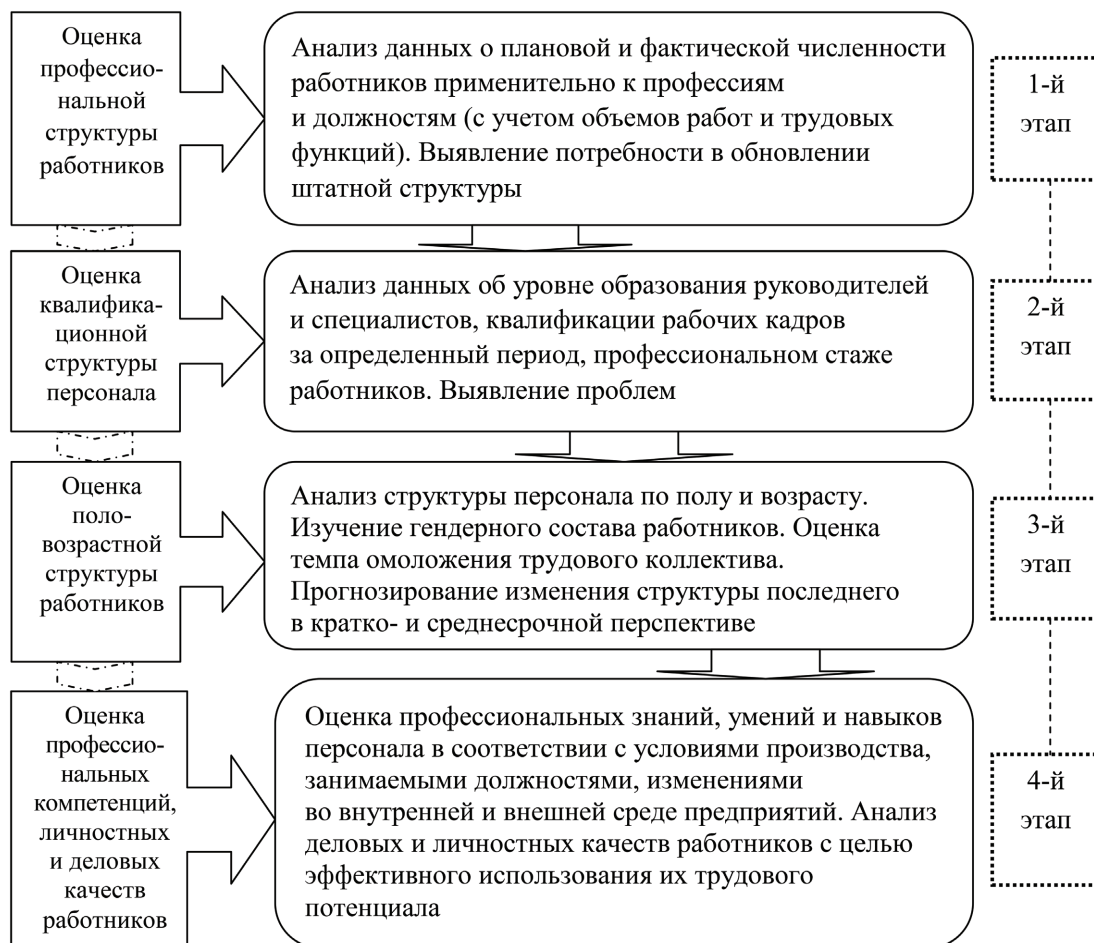 Оценка
профессио-
нальной
структуры
работников
Анализ данных о плановой и фактической численности
работников применительно к профессиям
и должностям (с учетом объемов работ и трудовых
функций). Выявление потребности в обновлении
штатной структуры
1-й
этап
Оценка
квалифика-
ционной
структуры
персонала
Анализ данных об уровне образования руководителей
и специалистов, квалификации рабочих кадров
за определенный период, профессиональном стаже
работников. Выявление проблем
2-й
этап
Оценка
поло-
возрастной
структуры
работников
Анализ структуры персонала по полу и возрасту.
Изучение гендерного состава работников. Оценка
темпа омоложения трудового коллектива.
Прогнозирование изменения структуры последнего
в кратко- и среднесрочной перспективе
3-й
этап
Оценка
профессио-
нальных
компетенций,
личностных
и деловых
качеств
работников
Оценка профессиональных знаний, умений и навыков
персонала в соответствии с условиями производства,
занимаемыми должностями, изменениями
во внутренней и внешней среде предприятий. Анализ
деловых и личностных качеств работников с целью
эффективного использования их трудового
потенциала
4-й
этап